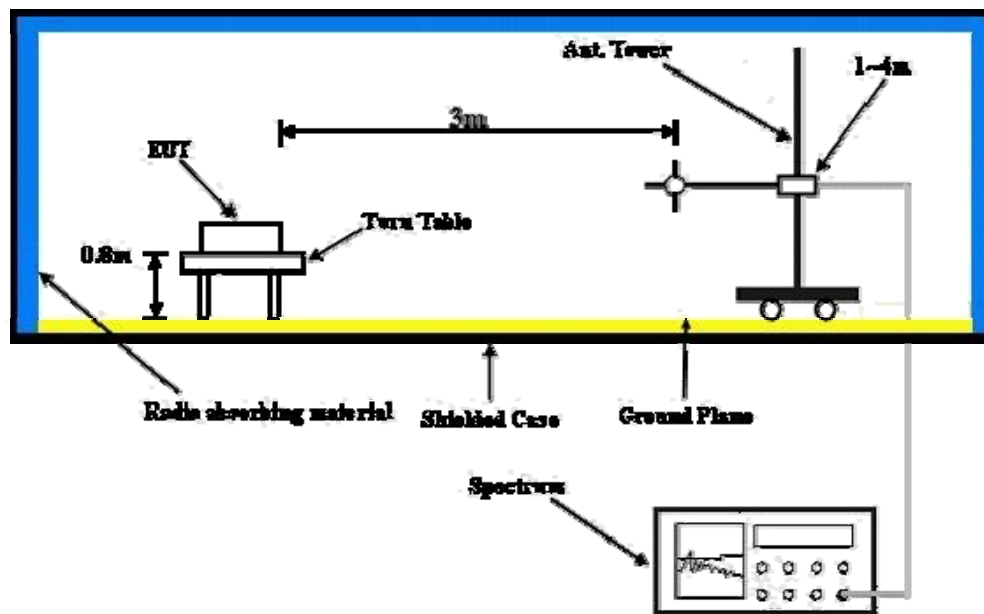 Ant. Tower
1~4m
3m
EUT
Turn Table
0.8m
Radio absorbing material
Shielded Case
Ground Plane
Spectrum